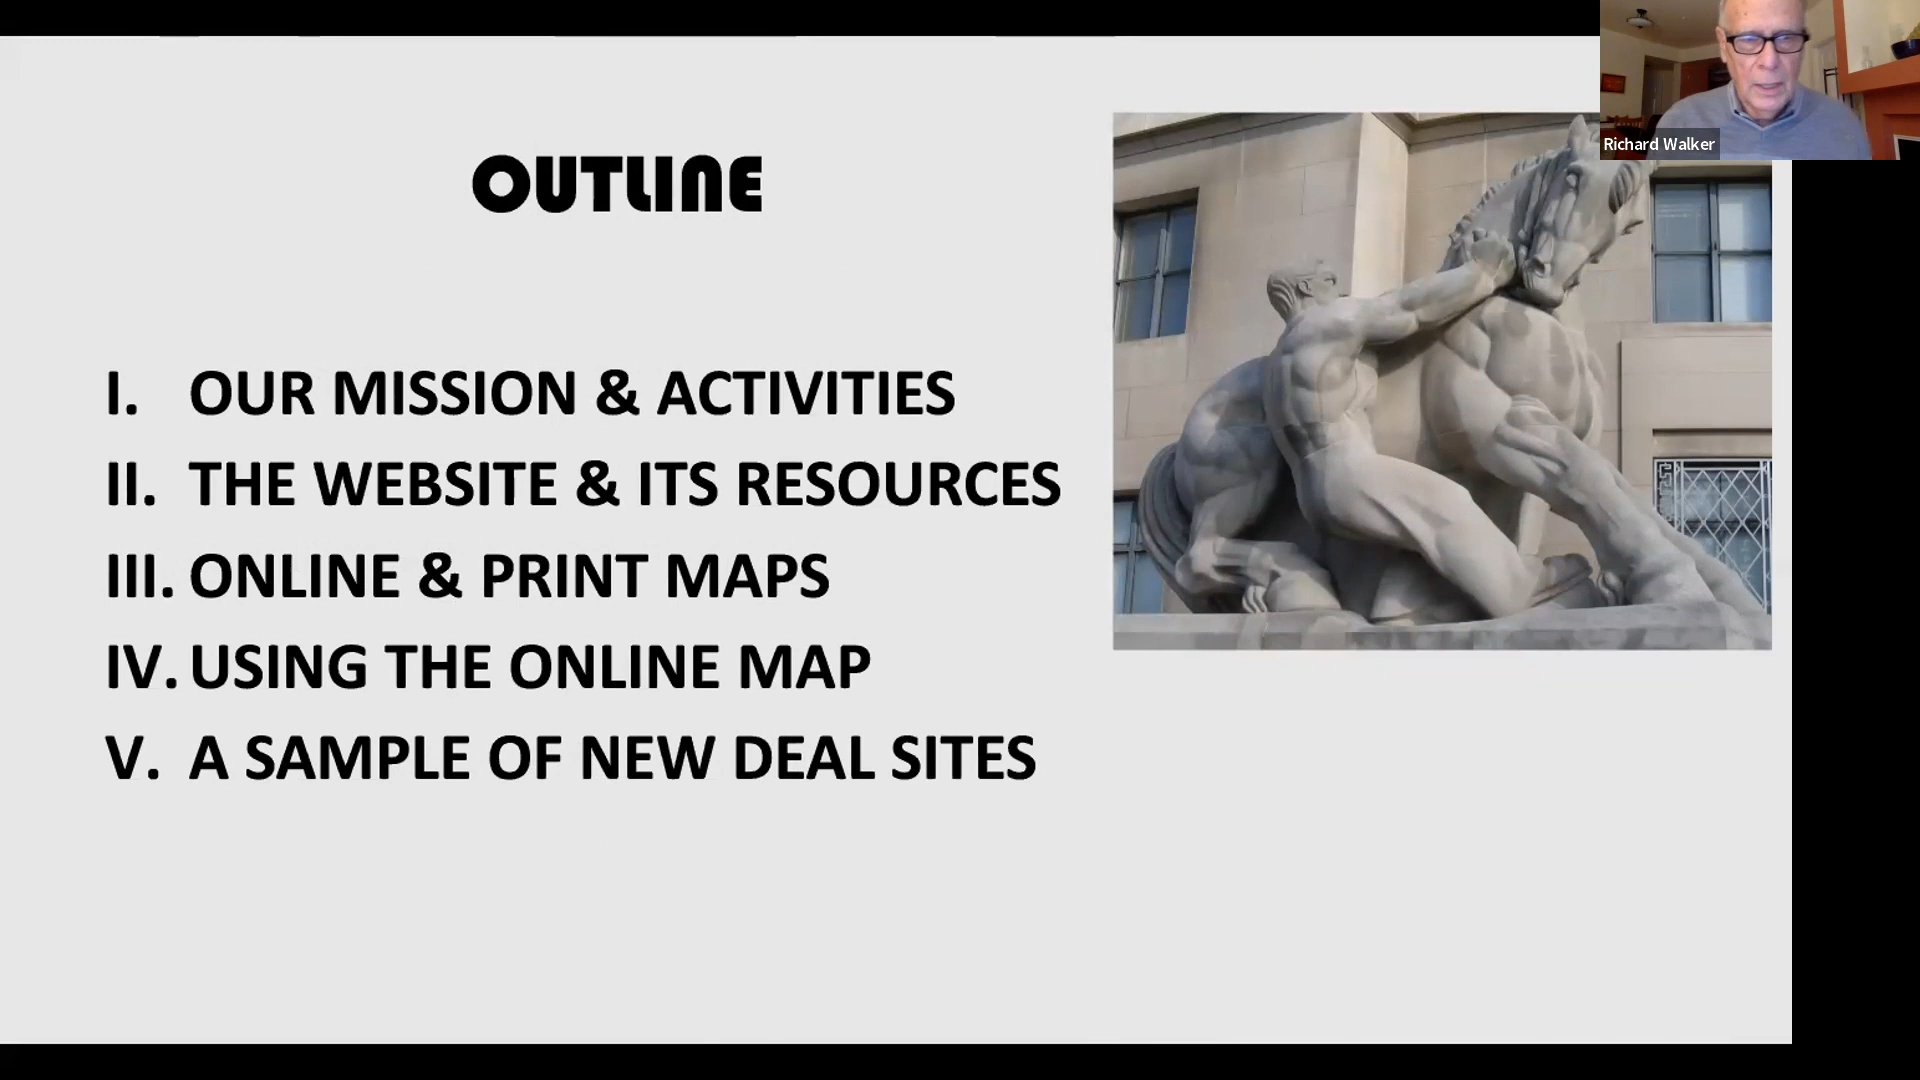 Richard Walker
OUTLINE
I. OUR MISSION & ACTIVITIES
II. THE WEBSITE & ITS RESOURCES
III. ONLINE & PRINT MAPS
IV. USING THE ONLINE MAP
V. A SAMPLE OF NEW DEAL SITES